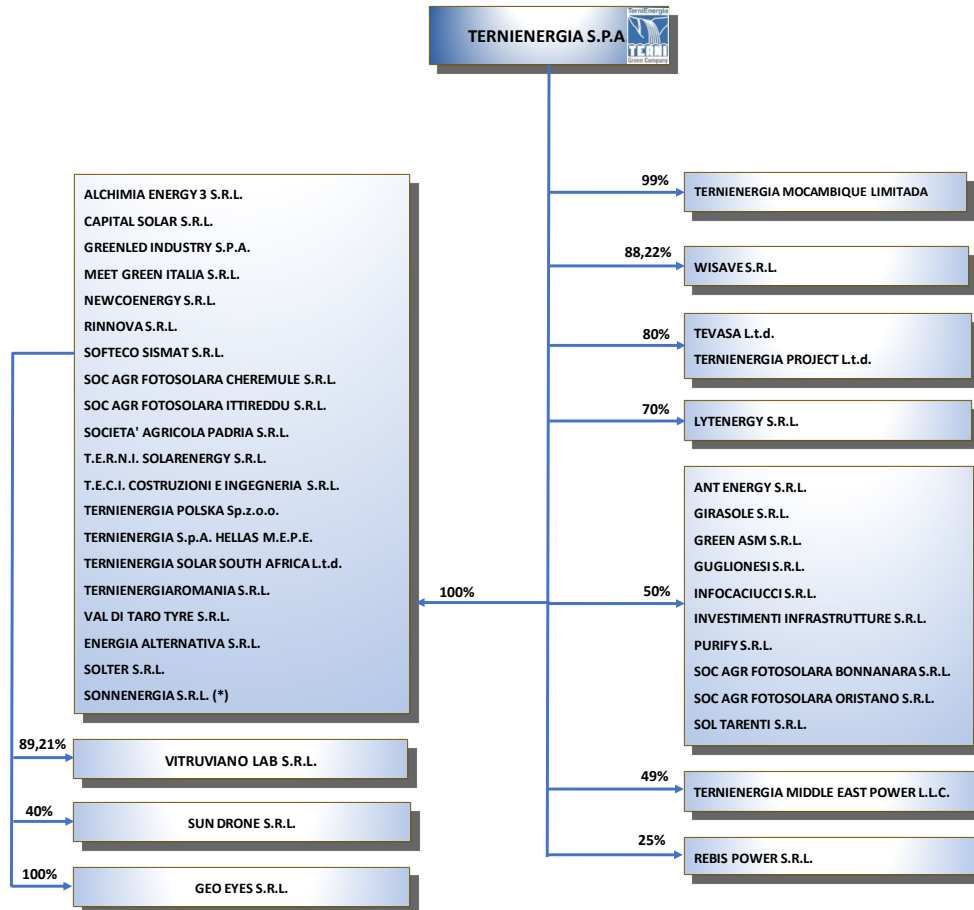 TERNIENERGIA S.P.A
TerniEnergia
TERNI
Green Company
ALCHIMIA ENERGY 3 S.R.L.
CAPITAL SOLAR S.R.L.
GREENLED INDUSTRY S.P.A.
MEET GREEN ITALIA S.R.L.
NEWCOENERGY S.R.L.
RINNOVA S.R.L.
SOFTECO SISMAT S.R.L.
SOC AGR FOTOSOLARA CHEREMULE S.R.L.
SOC AGR FOTOSOLARA ITTIREDDU S.R.L.
SOCIETA' AGRICOLA PADRIA S.R.L.
T.E.R.N.I. SOLARENERGY S.R.L.
T.E.C.I. COSTRUZIONI E INGEGNERIA S.R.L.
TERNIENERGIA POLSKA Sp.z.o.o.
TERNIENERGIA S.p.A. HELLAS M.E.P.E.
TERNIENERGIA SOLAR SOUTH AFRICA L.t.d.
TERNIENERGIAROMANIA S.R.L.
VAL DI TARO TYRE S.R.L.
ENERGIA ALTERNATIVA S.R.L.
SOLTER S.R.L.
SONNENERGIA S.R.L. (*)
100%
89,21%
VITRUVIANO LAB S.R.L.
40%
SUN DRONE S.R.L.
100%
GEO EYES S.R.L.
99%
TERNIENERGIA MOCAMBIQUE LIMITADA
88,22%
WISAVE S.R.L.
80%
TEVASA L.t.d.
TERNIENERGIA PROJECT L.t.d.
70%
LYTENERGY S.R.L.
50%
ANT ENERGY S.R.L.
GIRASOLE S.R.L.
GREEN ASM S.R.L.
GUGLIONESI S.R.L.
INFOCACIUCCI S.R.L.
INVESTIMENTI INFRASTRUTTURE S.R.L.
PURIFY S.R.L.
SOC AGR FOTOSOLARA BONNANARA S.R.L.
SOC AGR FOTOSOLARA ORISTANO S.R.L.
SOL TARENTI S.R.L.
49%
TERNIENERGIA MIDDLE EAST POWER L.L.C.
25%
REBIS POWER S.R.L.